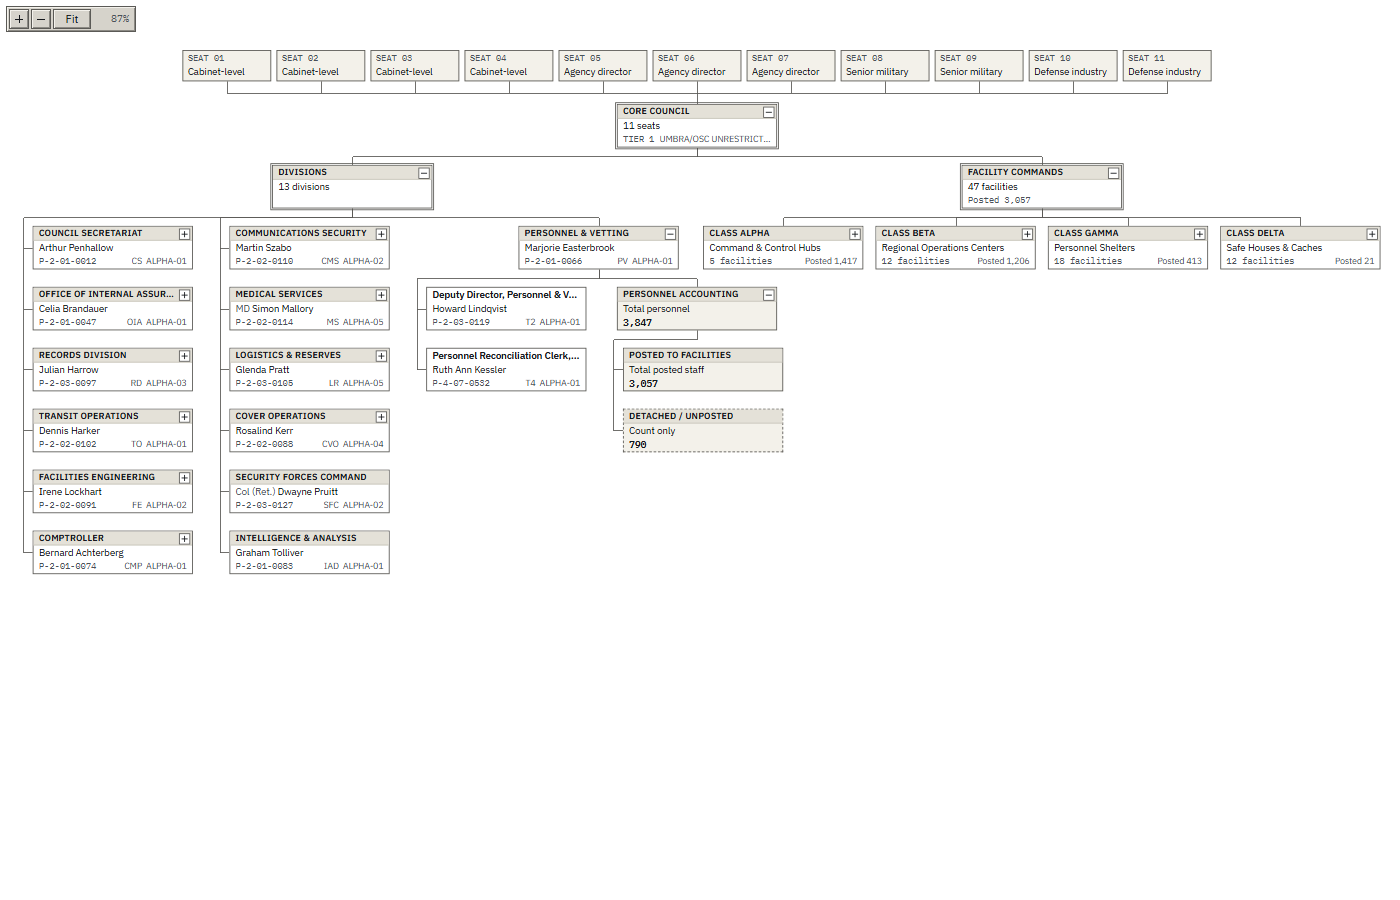 + − Fit 87%
SEAT 01
Cabinet-level
SEAT 02
Cabinet-level
SEAT 03
Cabinet-level
SEAT 04
Cabinet-level
SEAT 05
Agency director
SEAT 06
Agency director
SEAT 07
Agency director
SEAT 08
Senior military
SEAT 09
Senior military
SEAT 10
Defense industry
SEAT 11
Defense industry
CORE COUNCIL −
11 seats
TIER 1 UMBRA/OSC UNRESTRICT...
DIVISIONS −
13 divisions
FACILITY COMMANDS −
47 facilities
Posted 3,057
COUNCIL SECRETARIAT +
Arthur Penhallow
P-2-01-0012 CS ALPHA-01
OFFICE OF INTERNAL ASSUR... +
Celia Brandauer
P-2-01-0047 OIA ALPHA-01
RECORDS DIVISION +
Julian Harrow
P-2-03-0097 RD ALPHA-03
TRANSIT OPERATIONS +
Dennis Harker
P-2-02-0102 TO ALPHA-01
FACILITIES ENGINEERING +
Irene Lockhart
P-2-02-0091 FE ALPHA-02
COMPTROLLER +
Bernard Achterberg
P-2-01-0074 CMP ALPHA-01
COMMUNICATIONS SECURITY +
Martin Szabo
P-2-02-0110 CMS ALPHA-02
MEDICAL SERVICES +
MD Simon Mallory
P-2-02-0114 MS ALPHA-05
LOGISTICS & RESERVES +
Glenda Pratt
P-2-03-0105 LR ALPHA-05
COVER OPERATIONS +
Rosalind Kerr
P-2-02-0088 CVO ALPHA-04
SECURITY FORCES COMMAND
Col (Ret.) Dwayne Pruitt
P-2-03-0127 SFC ALPHA-02
INTELLIGENCE & ANALYSIS
Graham Tolliver
P-2-01-0083 IAD ALPHA-01
PERSONNEL & VETTING −
Marjorie Easterbrook
P-2-01-0066 PV ALPHA-01
Deputy Director, Personnel & V...
Howard Lindqvist
P-2-03-0119 T2 ALPHA-01
Personnel Reconciliation Clerk,...
Ruth Ann Kessler
P-4-07-0532 T4 ALPHA-01
PERSONNEL ACCOUNTING −
Total personnel
3,847
POSTED TO FACILITIES
Total posted staff
3,057
DETACHED / UNPOSTED
Count only
790
CLASS ALPHA +
Command & Control Hubs
5 facilities Posted 1,417
CLASS BETA +
Regional Operations Centers
12 facilities Posted 1,206
CLASS GAMMA +
Personnel Shelters
18 facilities Posted 413
CLASS DELTA +
Safe Houses & Caches
12 facilities Posted 21